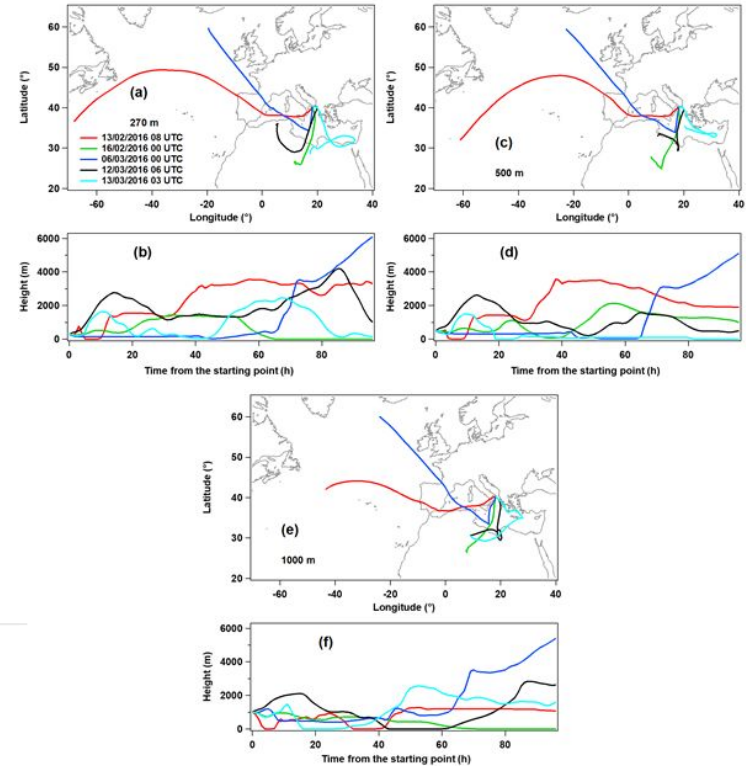 60
40
20
Latitude (°)
(a)
270 m
13/02/2016 08 UTC
16/02/2016 00 UTC
06/03/2016 00 UTC
12/03/2016 06 UTC
13/03/2016 03 UTC
-60 -40 -20 0 20 40
Longitude (°)
60
40
20
Latitude (°)
(c)
500 m
-60 -40 -20 0 20 40
Longitude (°)
6000
4000
2000
0
Height (m)
(b)
0 20 40 60 80
Time from the starting point (h)
6000
4000
2000
0
Height (m)
(d)
0 20 40 60 80
Time from the starting point (h)
60
50
40
30
20
Latitude (°)
(e)
1000 m
-60 -40 -20 0 20 40
Longitude (°)
6000
4000
2000
0
Height (m)
(f)
0 20 40 60 80
Time from the starting point (h)